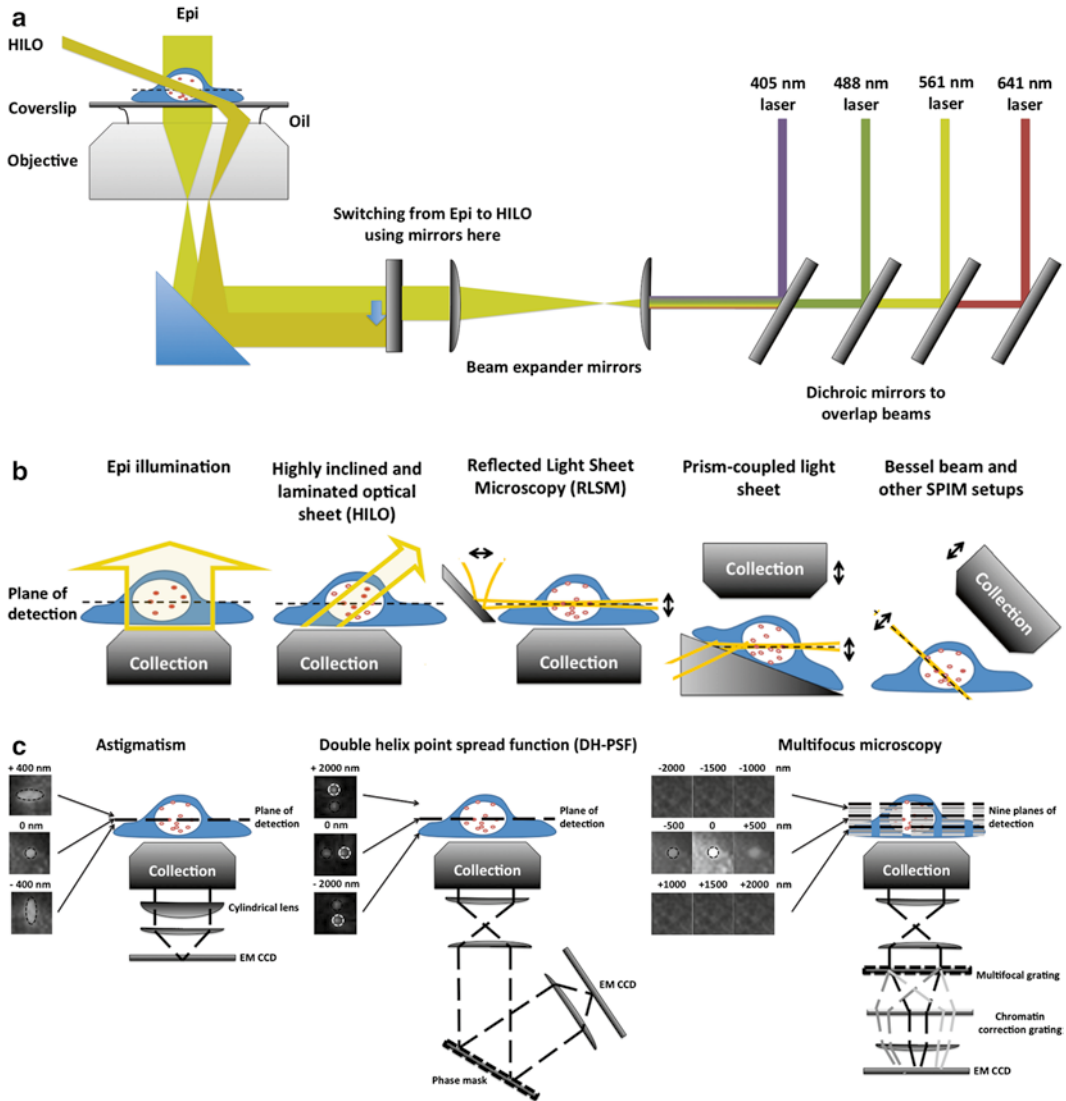 a
Epi
HILO
Coverslip
Oil
Objective
405 nm
laser
488 nm
laser
561 nm
laser
641 nm
laser
Switching from Epi to HILO
using mirrors here
Beam expander mirrors
Dichroic mirrors to
overlap beams
b
Epi illumination
Highly inclined and
laminated optical
sheet (HILO)
Reflected Light Sheet
Microscopy (RLSM)
Prism-coupled light
sheet
Bessel beam and
other SPIM setups
Plane of
detection
Collection
Collection
Collection
Collection
Collection
c
Astigmatism
+ 400 nm
0 nm
- 400 nm
Plane of
detection
Collection
Cylindrical lens
EM CCD
Double helix point spread function (DH-PSF)
+ 2000 nm
0 nm
- 2000 nm
Plane of
detection
Collection
EM CCD
Phase mask
Multifocus microscopy
-2000 -1500 -1000 nm
-500 0 +500 nm
+1000 +1500 +2000 nm
Nine planes of
detection
Collection
Multifocal grating
Chromatin
correction grating
EM CCD